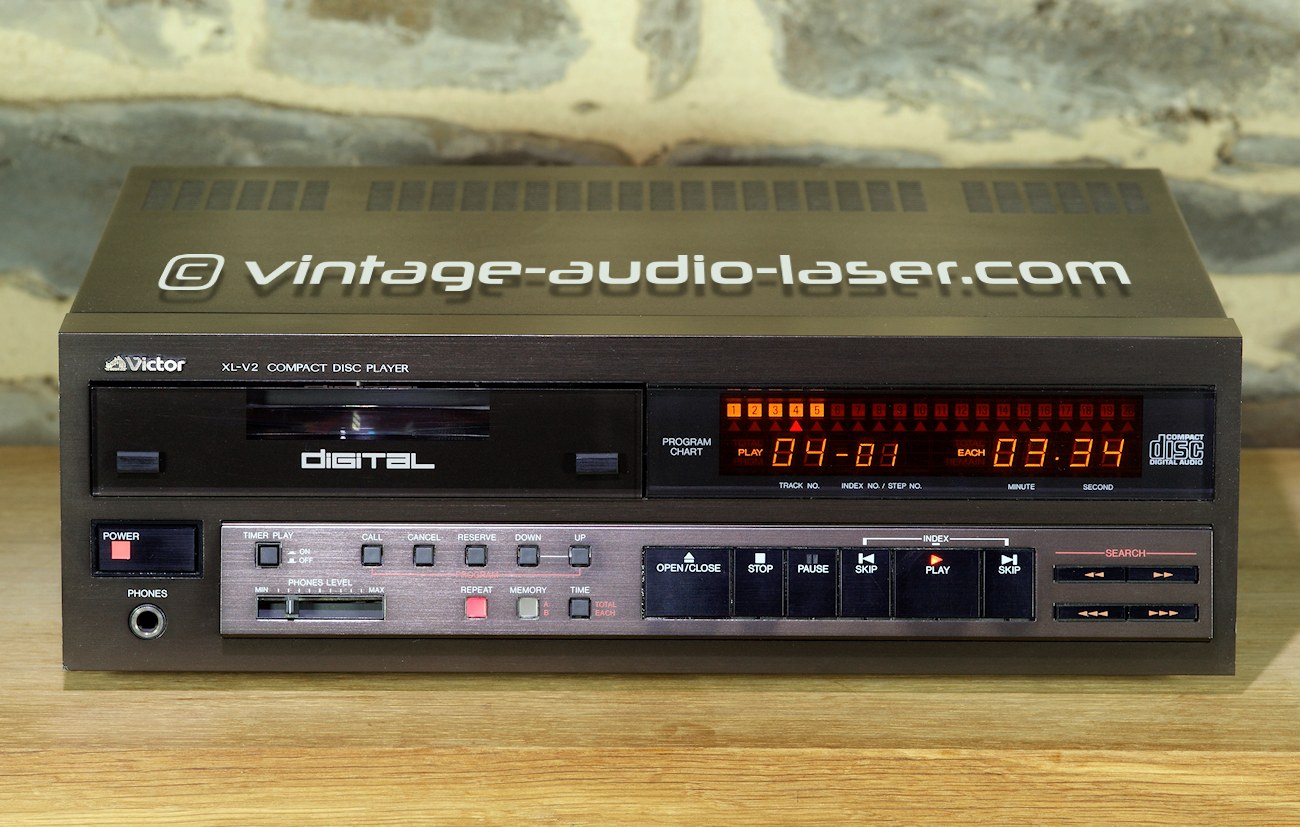 © vintage-audio-laser.com
Victor
XL-V2 COMPACT DISC PLAYER
1 2 3 4 5 6 7 8 9 10 11 12 13 14 15 16 17 18 19 20
PROGRAM CHART
PLAY 04-01 EACH 03.34
TRACK NO. INDEX NO. / STEP NO. MINUTE SECOND
COMPACT
disc
DIGITAL AUDIO
DIGITAL
POWER
PHONES
TIMER PLAY
ON
OFF
CALL CANCEL RESERVE DOWN UP
PROGRAM
PHONES LEVEL
MIN MAX
REPEAT MEMORY TIME
A
B
TOTAL
EACH
INDEX
OPEN/CLOSE STOP PAUSE SKIP PLAY SKIP
SEARCH